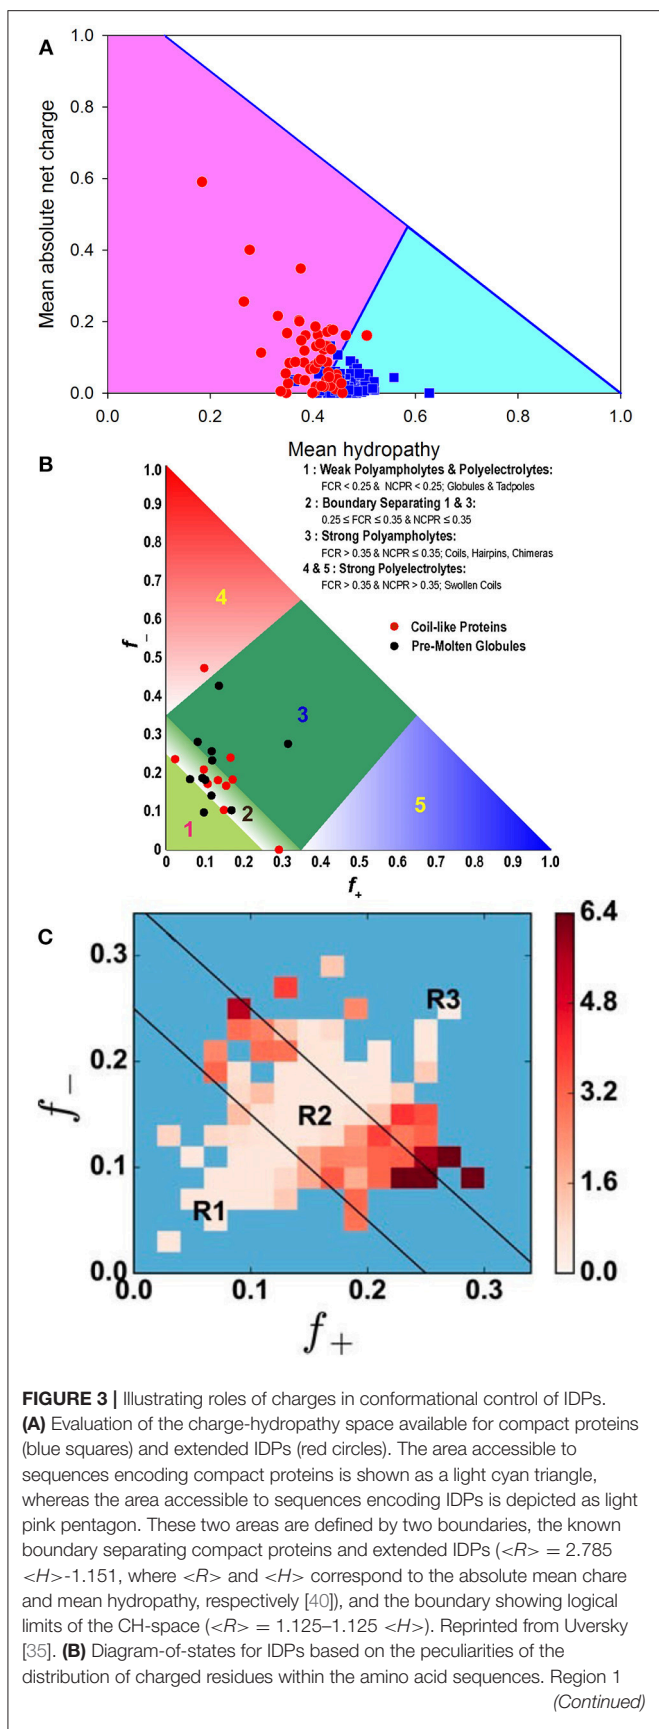 A
1.0
0.8
0.6
0.4
0.2
0.0
Mean absolute net charge
0.0 0.2 0.4 0.6 0.8 1.0
Mean hydropathy
B
1 : Weak Polyampholytes & Polyelectrolytes:
FCR < 0.25 & NCPR < 0.25; Globules & Tadpoles
2 : Boundary Separating 1 & 3:
0.25 ≤ FCR ≤ 0.35 & NCPR ≤ 0.35
3 : Strong Polyampholytes:
FCR > 0.35 & NCPR ≤ 0.35; Coils, Hairpins, Chimeras
4 & 5 : Strong Polyelectrolytes:
FCR > 0.35 & NCPR > 0.35; Swollen Coils
Coil-like Proteins
Pre-Molten Globules
1.0
0.9
0.8
0.7
0.6
0.5
0.4
0.3
0.2
0.1
0
f-
4
3
5
2
1
0 0.1 0.2 0.3 0.4 0.5 0.6 0.7 0.8 0.9 1.0
f+
C
0.3
0.2
0.1
0.0
f-
R3
R2
R1
0.0 0.1 0.2 0.3
f+
6.4
4.8
3.2
1.6
0.0
FIGURE 3 | Illustrating roles of charges in conformational control of IDPs.
(A) Evaluation of the charge-hydropathy space available for compact proteins
(blue squares) and extended IDPs (red circles). The area accessible to
sequences encoding compact proteins is shown as a light cyan triangle,
whereas the area accessible to sequences encoding IDPs is depicted as light
pink pentagon. These two areas are defined by two boundaries, the known
boundary separating compact proteins and extended IDPs (<R> = 2.785
<H>-1.151, where <R> and <H> correspond to the absolute mean chare
and mean hydropathy, respectively [40]), and the boundary showing logical
limits of the CH-space (<R> = 1.125–1.125 <H>). Reprinted from Uversky
[35]. (B) Diagram-of-states for IDPs based on the peculiarities of the
distribution of charged residues within the amino acid sequences. Region 1
(Continued)